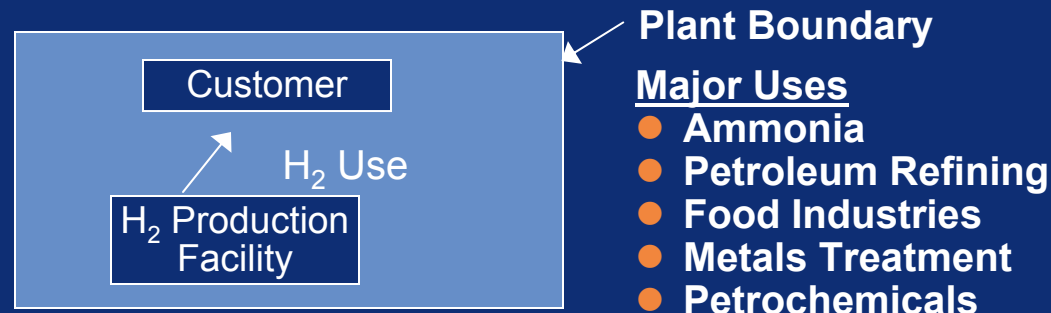 Plant Boundary
Customer
H₂ Use
H₂ Production
Facility
Major Uses
● Ammonia
● Petroleum Refining
● Food Industries
● Metals Treatment
● Petrochemicals